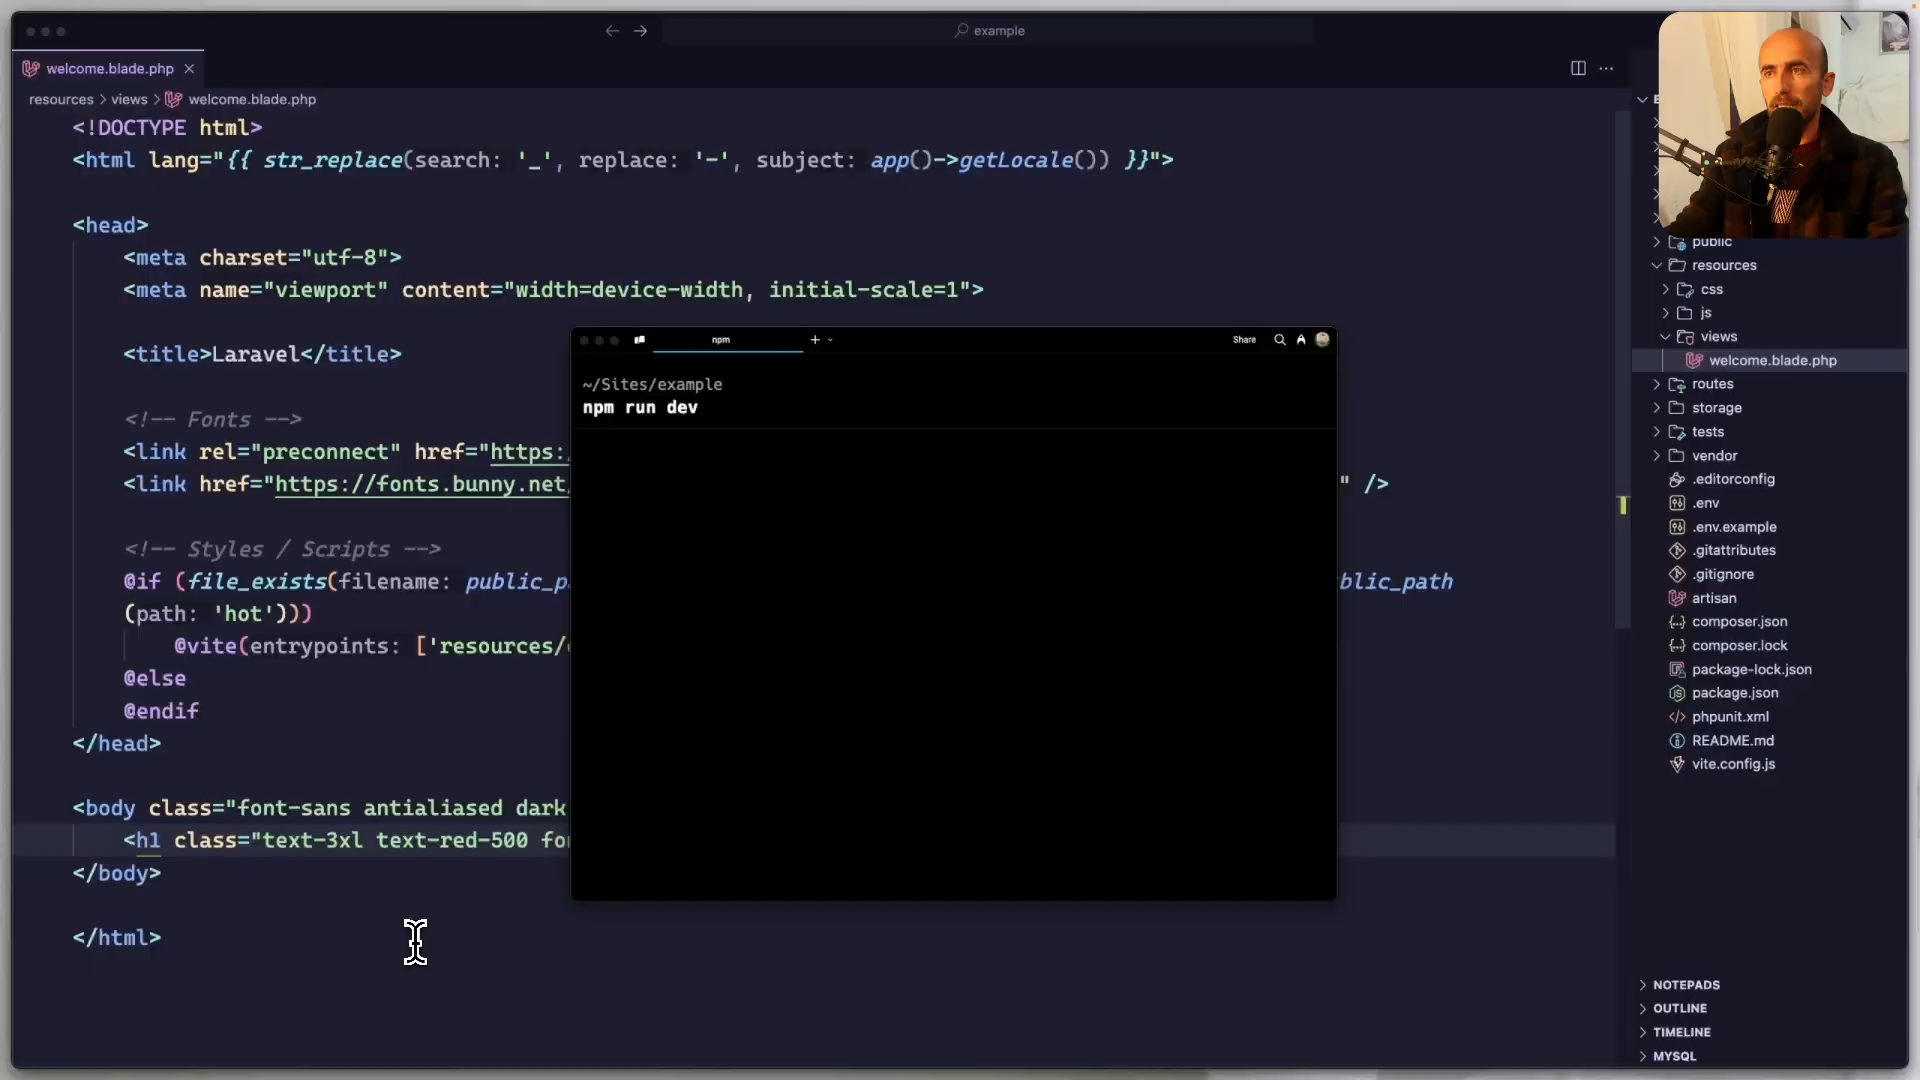 example
welcome.blade.php
resources > views > welcome.blade.php
<!DOCTYPE html>
<html lang="{{ str_replace(search: '_', replace: '-', subject: app()->getLocale()) }}">
<head>
<meta charset="utf-8">
<meta name="viewport" content="width=device-width, initial-scale=1">
<title>Laravel</title>
<!-- Fonts -->
<link rel="preconnect" href="https:
<link href="https://fonts.bunny.net/ " />
<!-- Styles / Scripts -->
@if (file_exists(filename: public_p blic_path
(path: 'hot')))
@vite(entrypoints: ['resources/
@else
@endif
</head>
<body class="font-sans antialiased dark
<h1 class="text-3xl text-red-500 fo
</body>
</html>
npm
Share
~/Sites/example
npm run dev
public
resources
css
js
views
welcome.blade.php
routes
storage
tests
vendor
.editorconfig
.env
.env.example
.gitattributes
.gitignore
artisan
composer.json
composer.lock
package-lock.json
package.json
phpunit.xml
README.md
vite.config.js
NOTEPADS
OUTLINE
TIMELINE
MYSQL